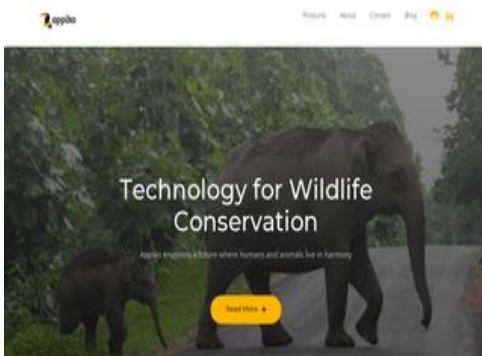 appiko
Products About Contact Blog
Technology for Wildlife
Conservation
Appiko envisions a future where humans and animals live in harmony
Read More